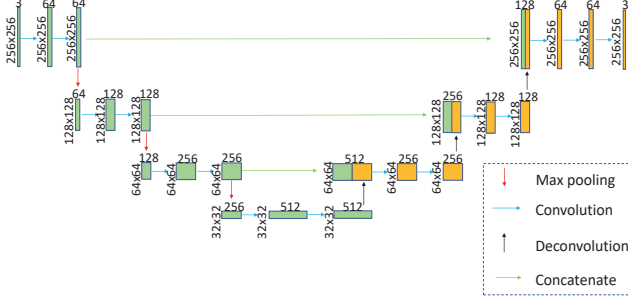 3 64 64 128 64 64 3
256x256 256x256 256x256 256x256 256x256 256x256 256x256
64 128 128 256 128 128
128x128 128x128 128x128 128x128 128x128 128x128
128 256 256 512 256 256
64x64 64x64 64x64 64x64 64x64 64x64
256 512 512
32x32 32x32 32x32
Max pooling
Convolution
Deconvolution
Concatenate